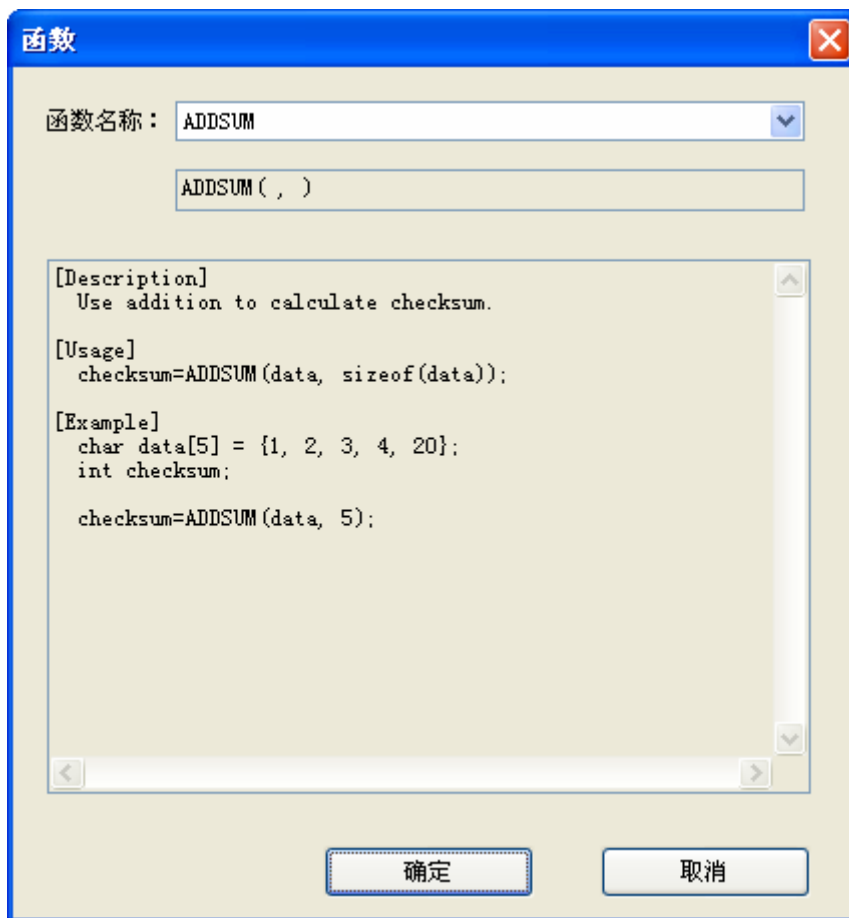 函数
函数名称：
ADDSUM
ADDSUM( , )
[Description]
Use addition to calculate checksum.
[Usage]
checksum=ADDSUM(data, sizeof(data));
[Example]
char data[5] = {1, 2, 3, 4, 20};
int checksum;
checksum=ADDSUM(data, 5);
确定
取消